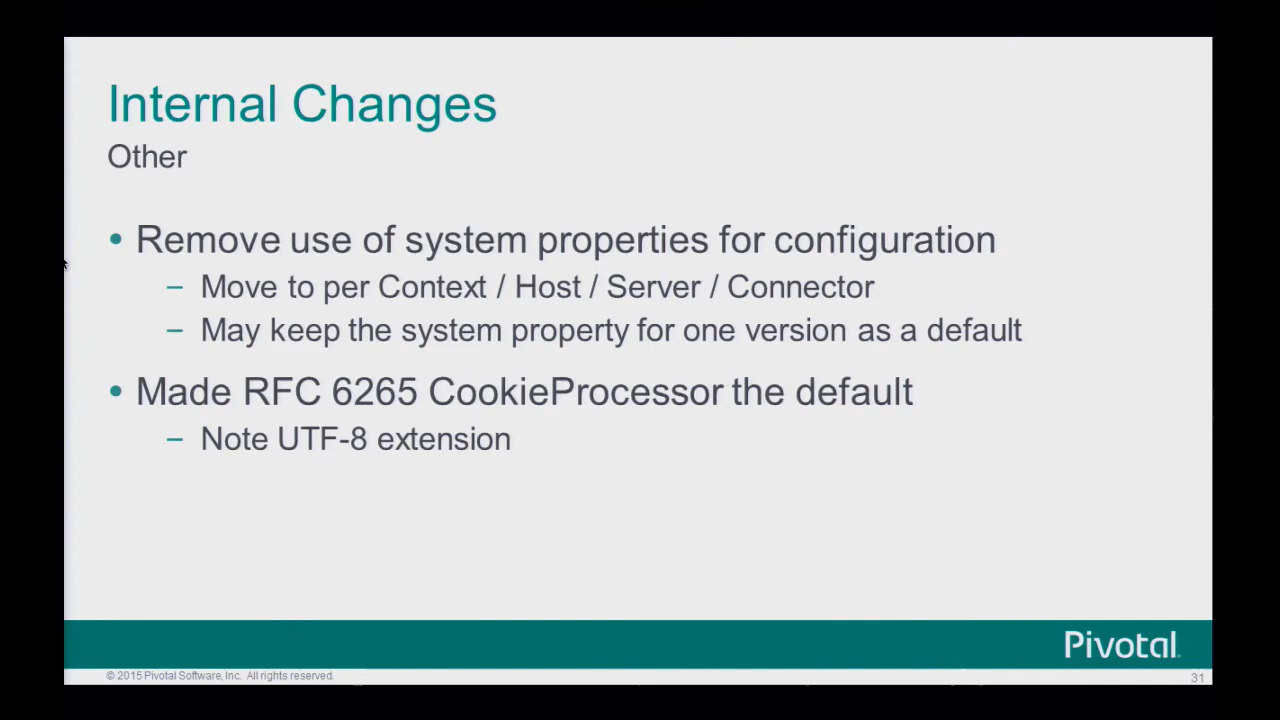 Internal Changes
Other
• Remove use of system properties for configuration
– Move to per Context / Host / Server / Connector
– May keep the system property for one version as a default
• Made RFC 6265 CookieProcessor the default
– Note UTF-8 extension
Pivotal.
© 2015 Pivotal Software, Inc. All rights reserved.
31